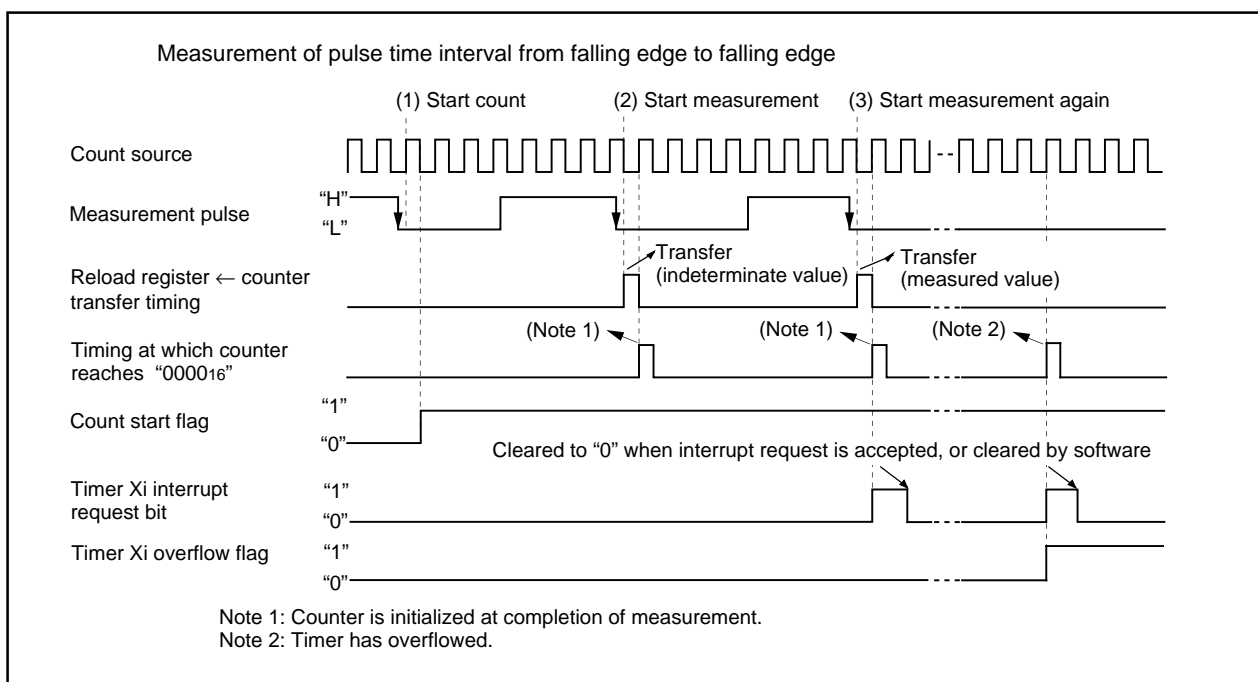 Measurement of pulse time interval from falling edge to falling edge
(1) Start count
(2) Start measurement
(3) Start measurement again
Count source
Measurement pulse
“H”
“L”
Reload register ← counter
transfer timing
Transfer
(indeterminate value)
Transfer
(measured value)
Timing at which counter
reaches “000016”
(Note 1)
(Note 1)
(Note 2)
Count start flag
“1”
“0”
Cleared to “0” when interrupt request is accepted, or cleared by software
Timer Xi interrupt
request bit
“1”
“0”
Timer Xi overflow flag
“1”
“0”
Note 1: Counter is initialized at completion of measurement.
Note 2: Timer has overflowed.